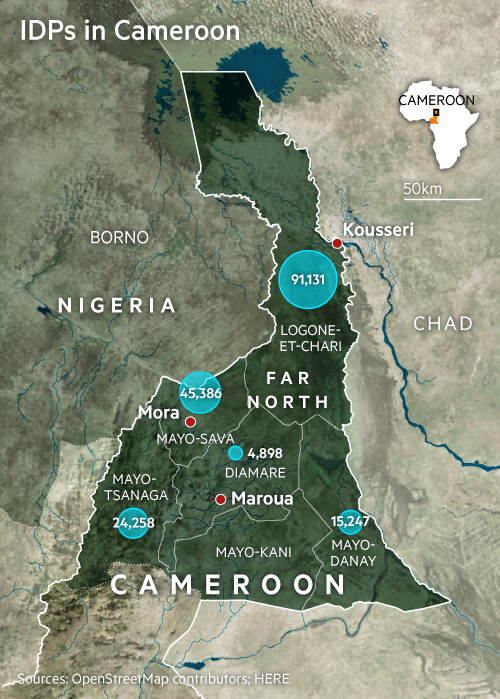 IDPs in Cameroon
CAMEROON
50km
Kousseri
BORNO
91,131
NIGERIA
CHAD
LOGONE-
ET-CHARI
FAR
NORTH
45,386
Mora
MAYO-SAVA
4,898
DIAMARE
MAYO-
TSANAGA
Maroua
24,258
15,247
MAYO-KANI
MAYO-
DANAY
CAMEROON
Sources: OpenStreetMap contributors; HERE